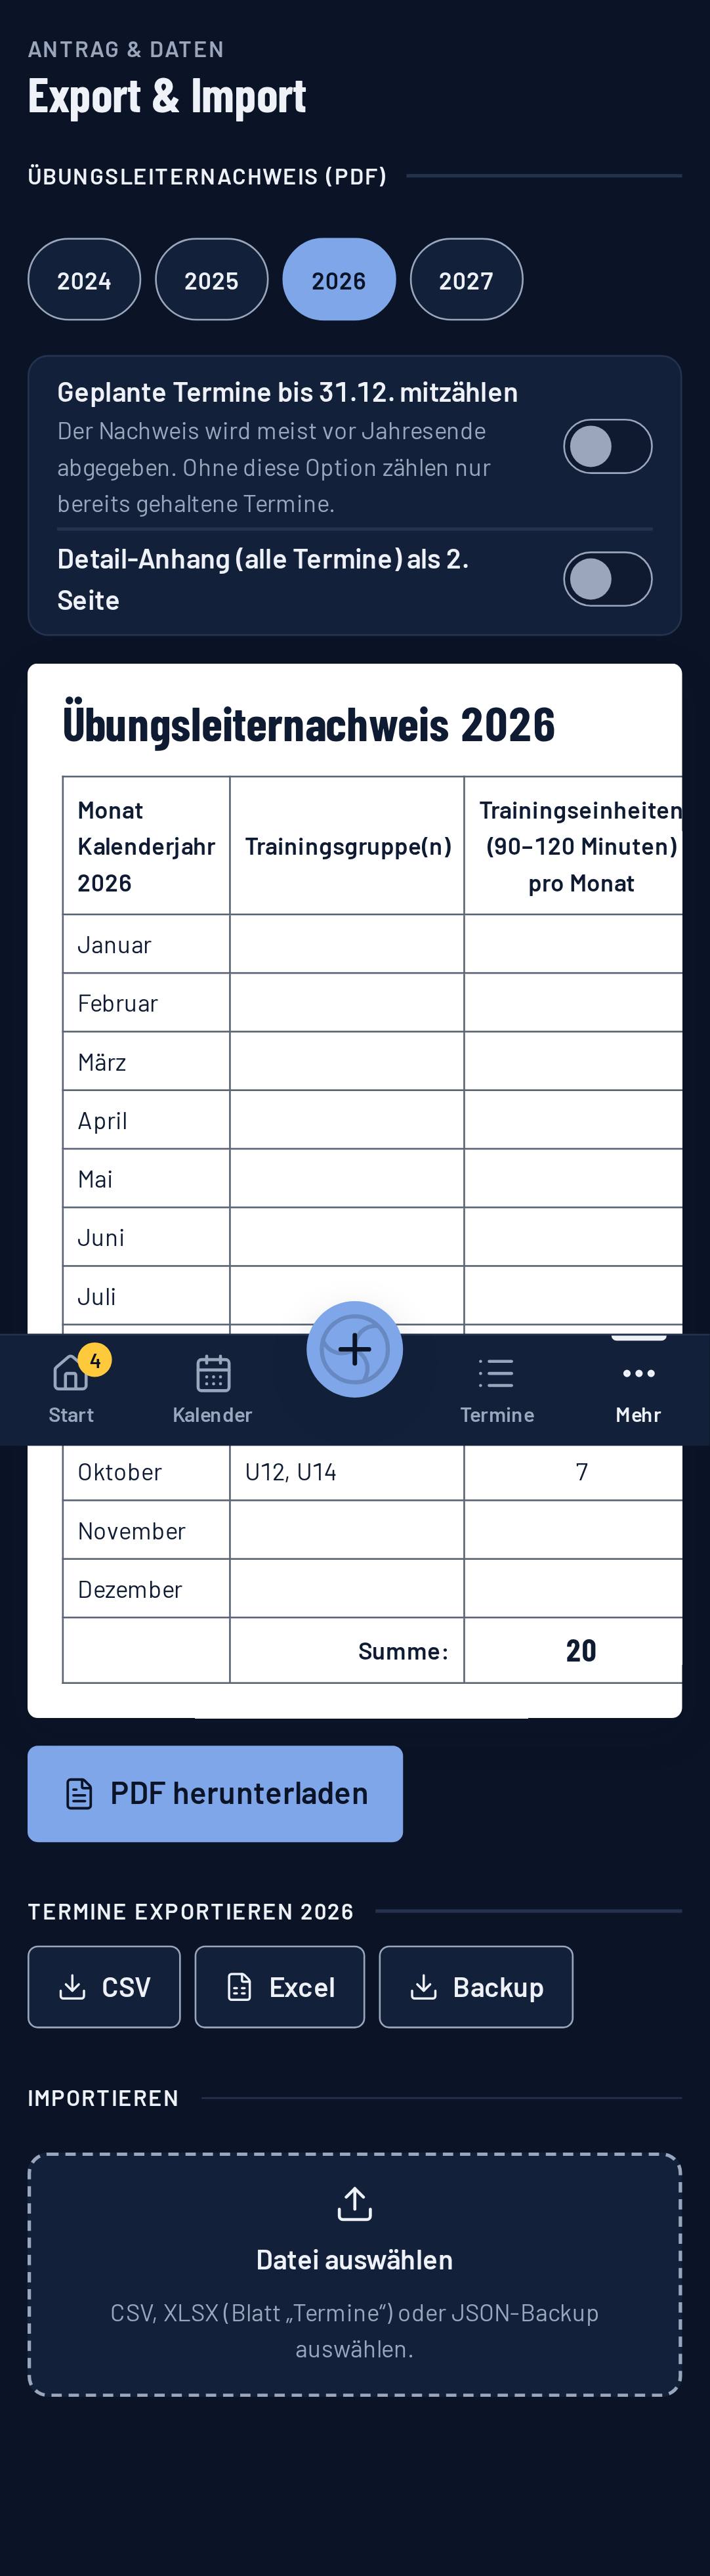 ANTRAG & DATEN
Export & Import
ÜBUNGSLEITERNACHWEIS (PDF)
2024 2025 2026 2027
Geplante Termine bis 31.12. mitzählen
Der Nachweis wird meist vor Jahresende
abgegeben. Ohne diese Option zählen nur
bereits gehaltene Termine.
Detail-Anhang (alle Termine) als 2.
Seite
Übungsleiternachweis 2026
Monat
Kalenderjahr
2026
Trainingsgruppe(n)
Trainingseinheiten
(90–120 Minuten)
pro Monat
Januar
Februar
März
April
Mai
Juni
Juli
4
Start Kalender Termine Mehr
Oktober U12, U14 7
November
Dezember
Summe: 20
PDF herunterladen
TERMINE EXPORTIEREN 2026
CSV Excel Backup
IMPORTIEREN
Datei auswählen
CSV, XLSX (Blatt „Termine“) oder JSON-Backup
auswählen.